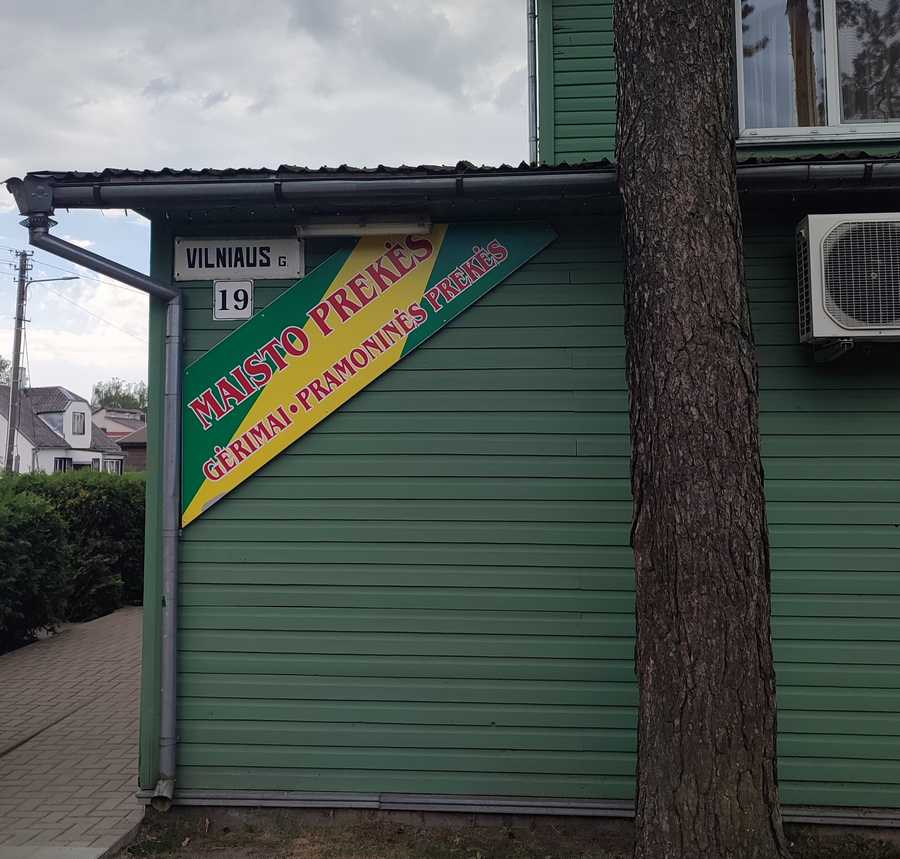 VILNIAUS G
19
MAISTO PREKĖS
GĖRIMAI • PRAMONINĖS PREKĖS